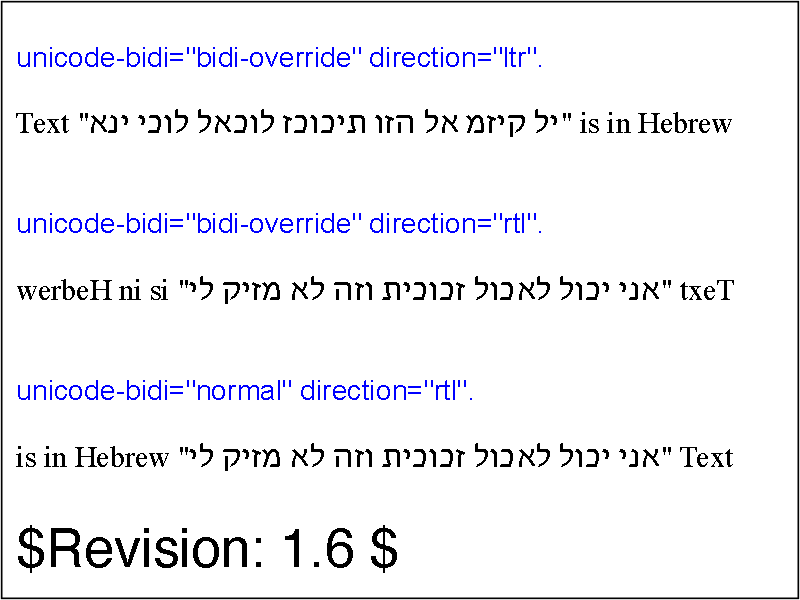 unicode-bidi="bidi-override" direction="ltr".
Text "יל קיזמ אל הזו תיכוכז לוכאל לוכי ינא" is in Hebrew
unicode-bidi="bidi-override" direction="rtl".
werbeH ni si "אני יכול לאכול זכוכית וזה לא מזיק לי" txeT
unicode-bidi="normal" direction="rtl".
is in Hebrew "אני יכול לאכול זכוכית וזה לא מזיק לי" Text
$Revision: 1.6 $